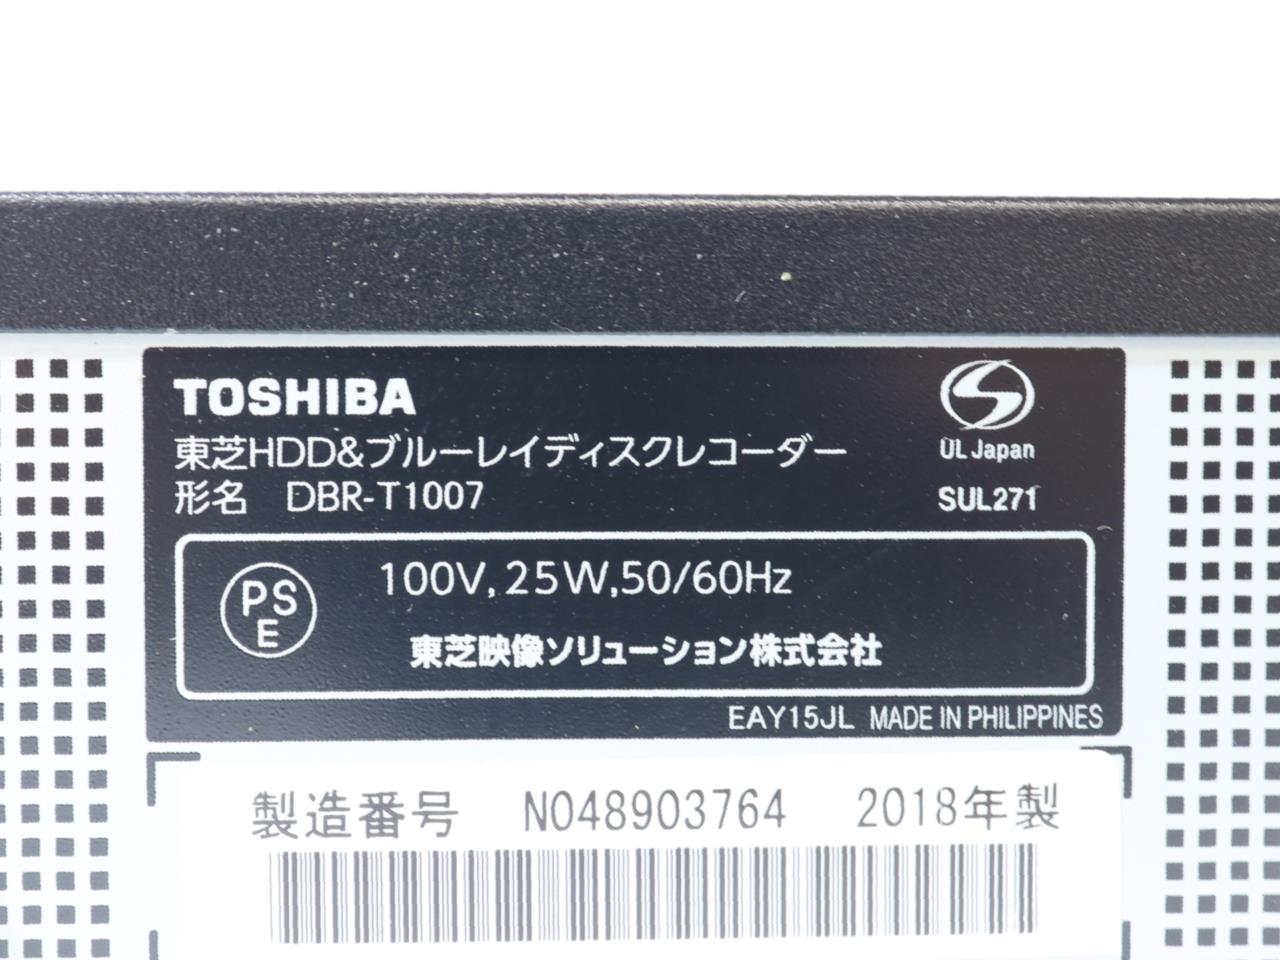 TOSHIBA
東芝HDD&ブルーレイディスクレコーダー
形名 DBR-T1007
UL Japan
SUL271
PS
E
100V,25W,50/60Hz
東芝映像ソリューション株式会社
EAY15JL MADE IN PHILIPPINES
製造番号 N048903764 2018年製